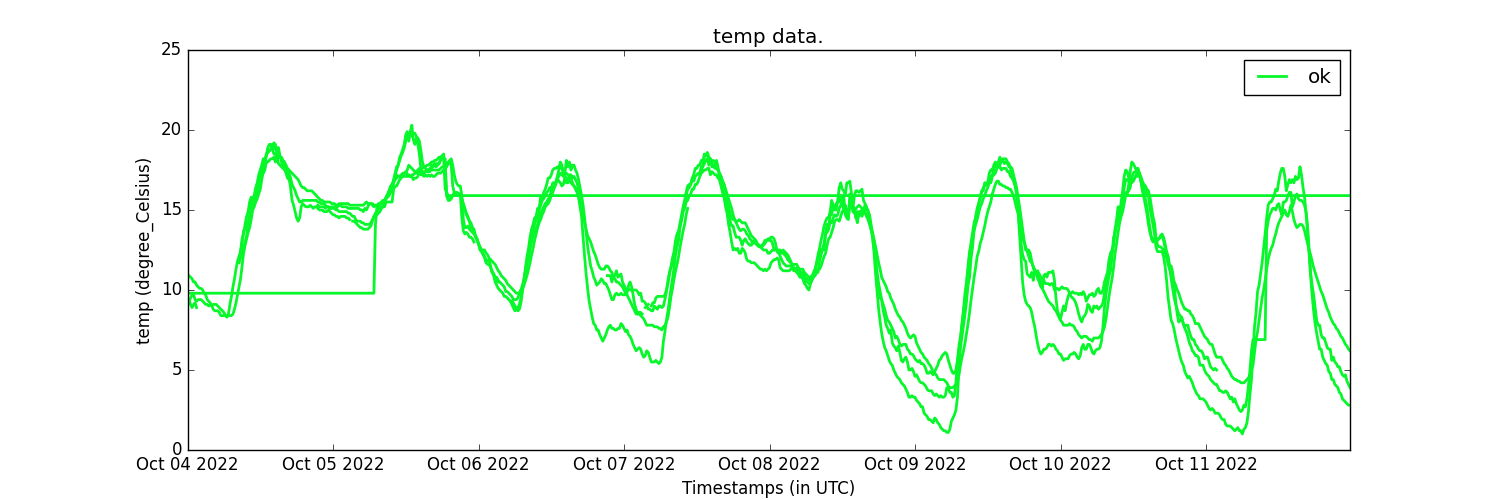 temp data.
ok
temp (degree_Celsius)
25
20
15
10
5
0
Oct 04 2022
Oct 05 2022
Oct 06 2022
Oct 07 2022
Oct 08 2022
Oct 09 2022
Oct 10 2022
Oct 11 2022
Timestamps (in UTC)